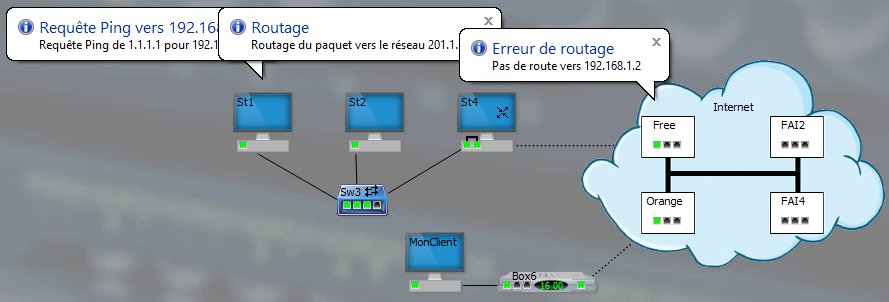 Requête Ping vers 192.168
Requête Ping de 1.1.1.1 pour 192.1
Routage
Routage du paquet vers le réseau 201.1.
Erreur de routage
Pas de route vers 192.168.1.2
Internet
St1
St2
St4
Free
FAI2
Sw3
Orange
FAI4
MonClient
Box6
16 00